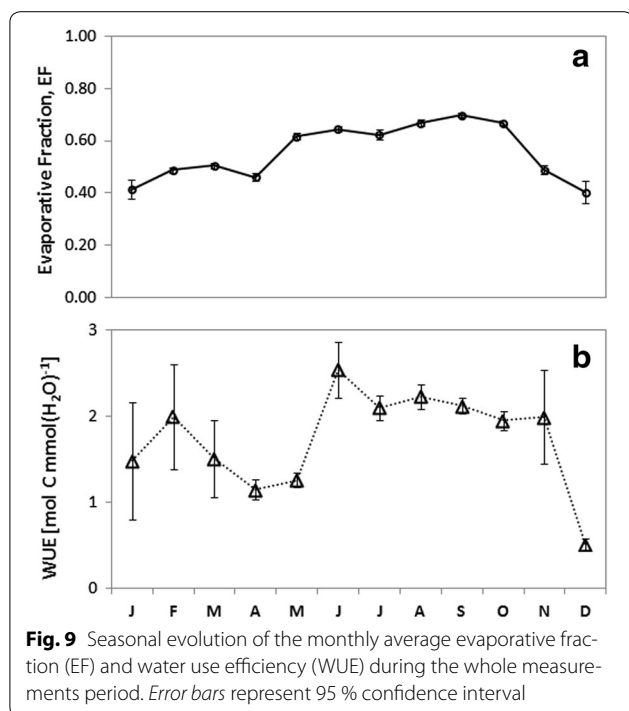 1.00
0.80
0.60
0.40
0.20
0.00
Evaporative Fraction, EF
a
3
2
1
0
WUE [mol C mmol(H₂O)⁻¹]
b
J F M A M J J A S O N D
Fig. 9 Seasonal evolution of the monthly average evaporative frac-
tion (EF) and water use efficiency (WUE) during the whole measure-
ments period. Error bars represent 95 % confidence interval